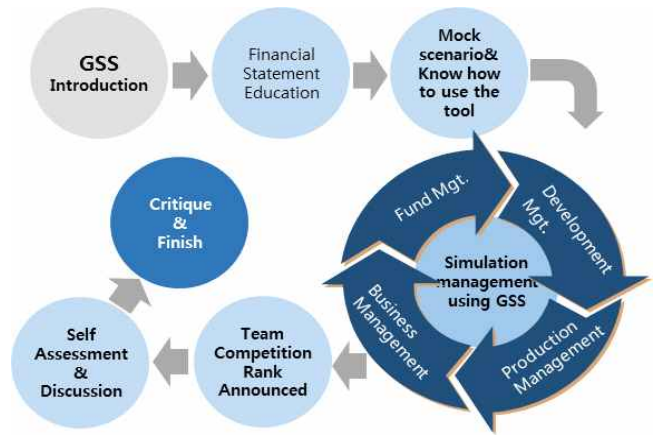 GSS
Introduction
Financial
Statement
Education
Mock
scenario&
Know how
to use the
tool
Fund Mgt.
Development
Mgt.
Production
Management
Business
Management
Simulation
management
using GSS
Team
Competition
Rank
Announced
Self
Assessment
&
Discussion
Critique
&
Finish